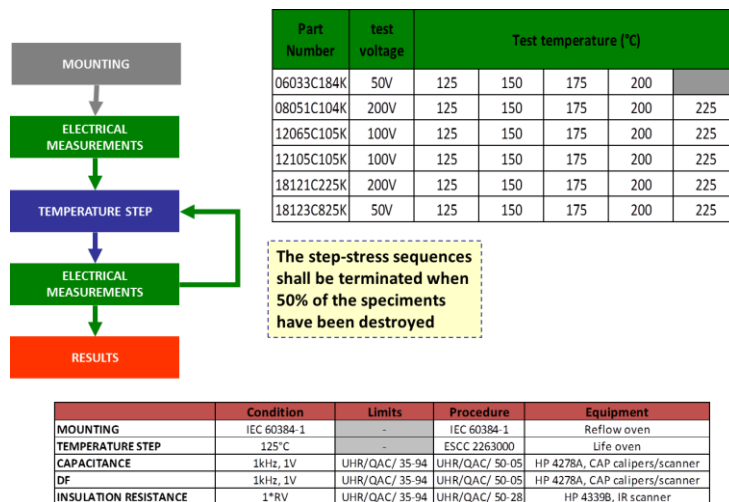 MOUNTING
ELECTRICAL
MEASUREMENTS
TEMPERATURE STEP
ELECTRICAL
MEASUREMENTS
RESULTS
Part Number test voltage Test temperature (°C)
06033C184K 50V 125 150 175 200
08051C104K 200V 125 150 175 200 225
12065C105K 100V 125 150 175 200 225
12105C105K 100V 125 150 175 200 225
18121C225K 200V 125 150 175 200 225
18123C825K 50V 125 150 175 200 225
The step-stress sequences
shall be terminated when
50% of the speciments
have been destroyed
Condition Limits Procedure Equipment
MOUNTING IEC 60384-1 - IEC 60384-1 Reflow oven
TEMPERATURE STEP 125°C - ESCC 2263000 Life oven
CAPACITANCE 1kHz, 1V UHR/QAC/ 35-94 UHR/QAC/ 50-05 HP 4278A, CAP calipers/scanner
DF 1kHz, 1V UHR/QAC/ 35-94 UHR/QAC/ 50-05 HP 4278A, CAP calipers/scanner
INSULATION RESISTANCE 1*RV UHR/QAC/ 35-94 UHR/QAC/ 50-28 HP 4339B, IR scanner